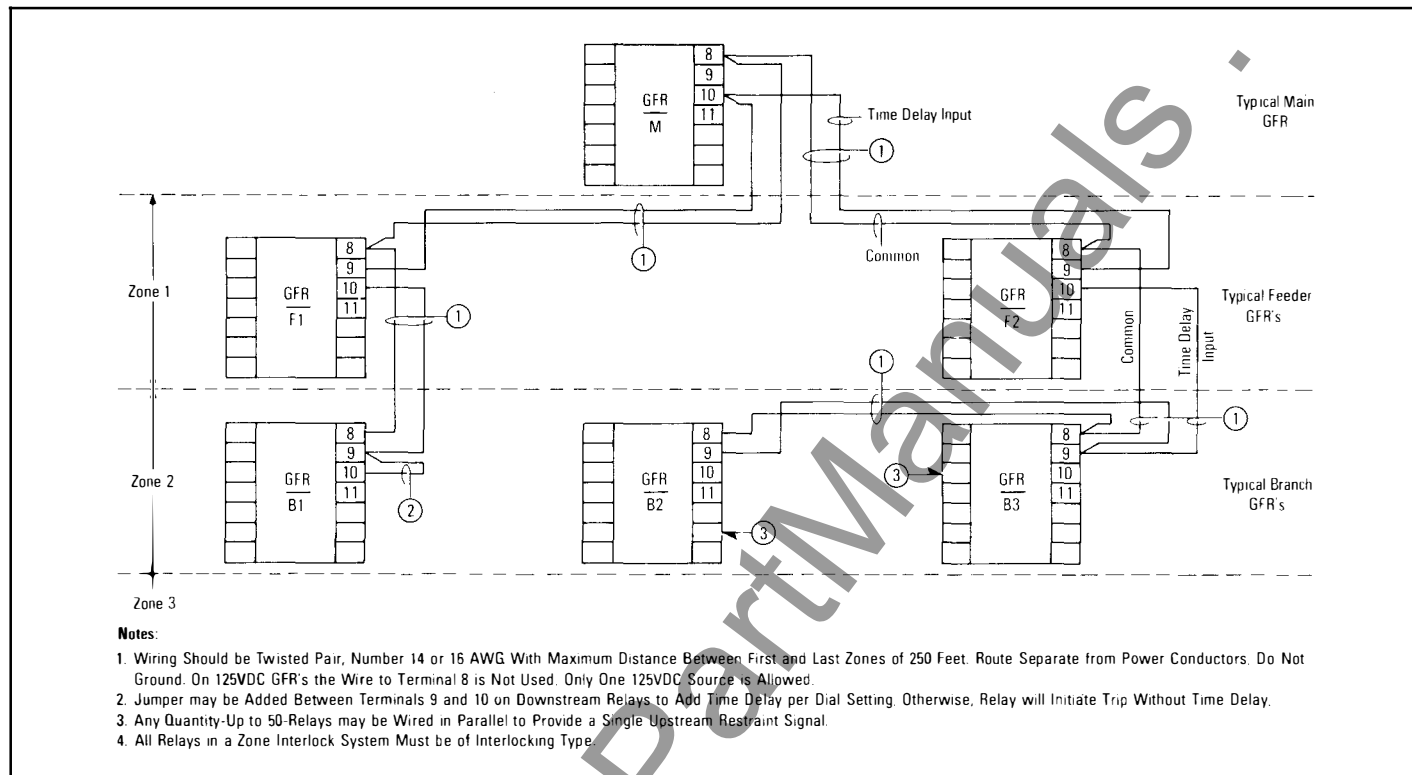 8
9
10
11
GFR
M
Time Delay Input
1
Typical Main
GFR
Zone 1
8
9
10
11
GFR
F1
1
1
Common
8
9
10
11
GFR
F2
Common
Time Delay
Input
Typical Feeder
GFR's
Zone 2
8
9
10
11
GFR
B1
2
8
9
10
11
GFR
B2
3
1
8
9
10
11
GFR
B3
3
1
Typical Branch
GFR's
Zone 3
Notes:
1. Wiring Should be Twisted Pair, Number 14 or 16 AWG With Maximum Distance Between First and Last Zones of 250 Feet. Route Separate from Power Conductors. Do Not
Ground. On 125VDC GFR's the Wire to Terminal 8 is Not Used. Only One 125VDC Source is Allowed.
2. Jumper may be Added Between Terminals 9 and 10 on Downstream Relays to Add Time Delay per Dial Setting. Otherwise, Relay will Initiate Trip Without Time Delay.
3. Any Quantity-Up to 50-Relays may be Wired in Parallel to Provide a Single Upstream Restraint Signal.
4. All Relays in a Zone Interlock System Must be of Interlocking Type.
PartManuals .